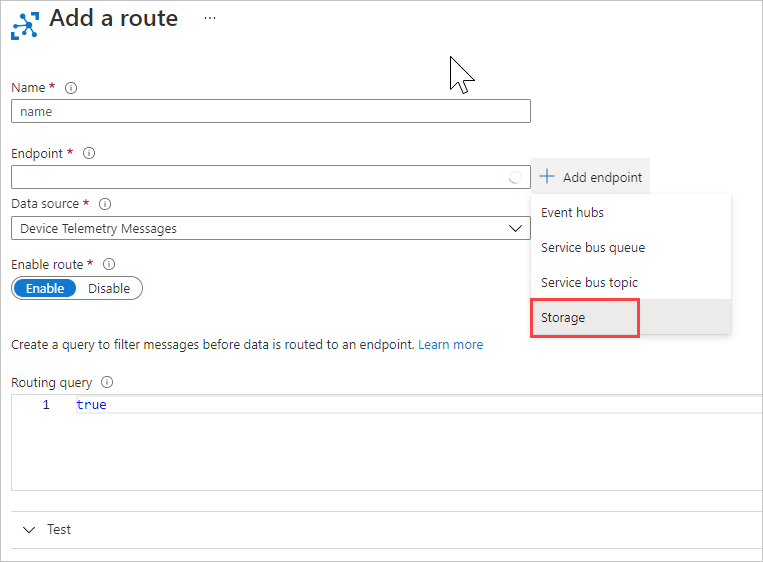 Add a route ...
Name *
name
Endpoint *
Add endpoint
Event hubs
Service bus queue
Service bus topic
Storage
Data source *
Device Telemetry Messages
Enable route *
Enable Disable
Create a query to filter messages before data is routed to an endpoint. Learn more
Routing query
1 true
Test